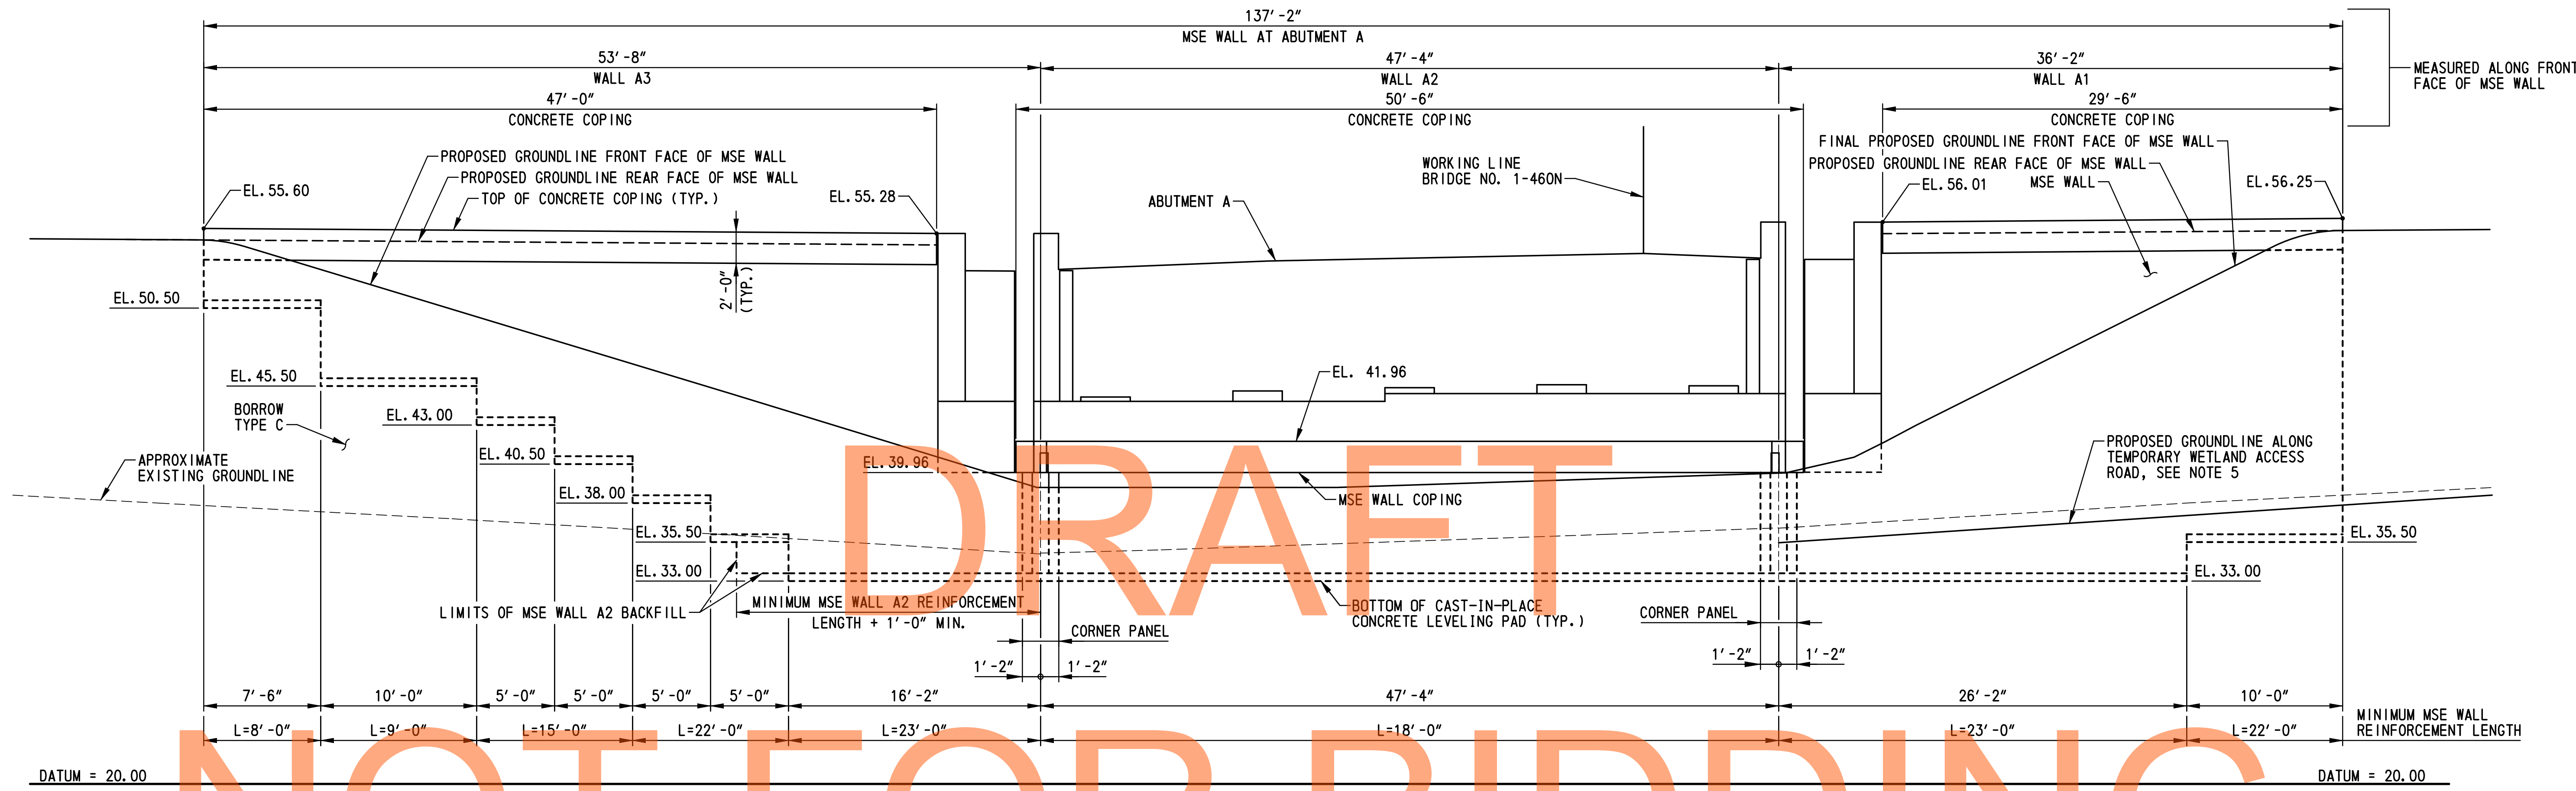 137'-2"
MSE WALL AT ABUTMENT A
53'-8"
WALL A3
47'-4"
WALL A2
36'-2"
WALL A1
MEASURED ALONG FRONT
FACE OF MSE WALL
47'-0"
CONCRETE COPING
50'-6"
CONCRETE COPING
29'-6"
CONCRETE COPING
PROPOSED GROUNDLINE FRONT FACE OF MSE WALL
PROPOSED GROUNDLINE REAR FACE OF MSE WALL
TOP OF CONCRETE COPING (TYP.)
EL.55.60
EL.55.28
2'-0"
(TYP.)
ABUTMENT A
WORKING LINE
BRIDGE NO. 1-460N
FINAL PROPOSED GROUNDLINE FRONT FACE OF MSE WALL
PROPOSED GROUNDLINE REAR FACE OF MSE WALL
EL.56.01
MSE WALL
EL.56.25
EL.50.50
EL.45.50
BORROW
TYPE C
EL.43.00
EL.40.50
EL.38.00
EL.35.50
EL.33.00
APPROXIMATE
EXISTING GROUNDLINE
EL. 41.96
EL.39.96
MSE WALL COPING
PROPOSED GROUNDLINE ALONG
TEMPORARY WETLAND ACCESS
ROAD, SEE NOTE 5
EL.35.50
EL.33.00
LIMITS OF MSE WALL A2 BACKFILL
MINIMUM MSE WALL A2 REINFORCEMENT
LENGTH + 1'-0" MIN.
CORNER PANEL
BOTTOM OF CAST-IN-PLACE
CONCRETE LEVELING PAD (TYP.)
CORNER PANEL
1'-2"
1'-2"
1'-2"
1'-2"
7'-6"
10'-0"
5'-0"
5'-0"
5'-0"
5'-0"
16'-2"
47'-4"
26'-2"
10'-0"
L=8'-0"
L=9'-0"
L=15'-0"
L=22'-0"
L=23'-0"
L=18'-0"
L=23'-0"
L=22'-0"
MINIMUM MSE WALL
REINFORCEMENT LENGTH
DATUM = 20.00
DATUM = 20.00
DRAFT
NOT FOR BIDDING